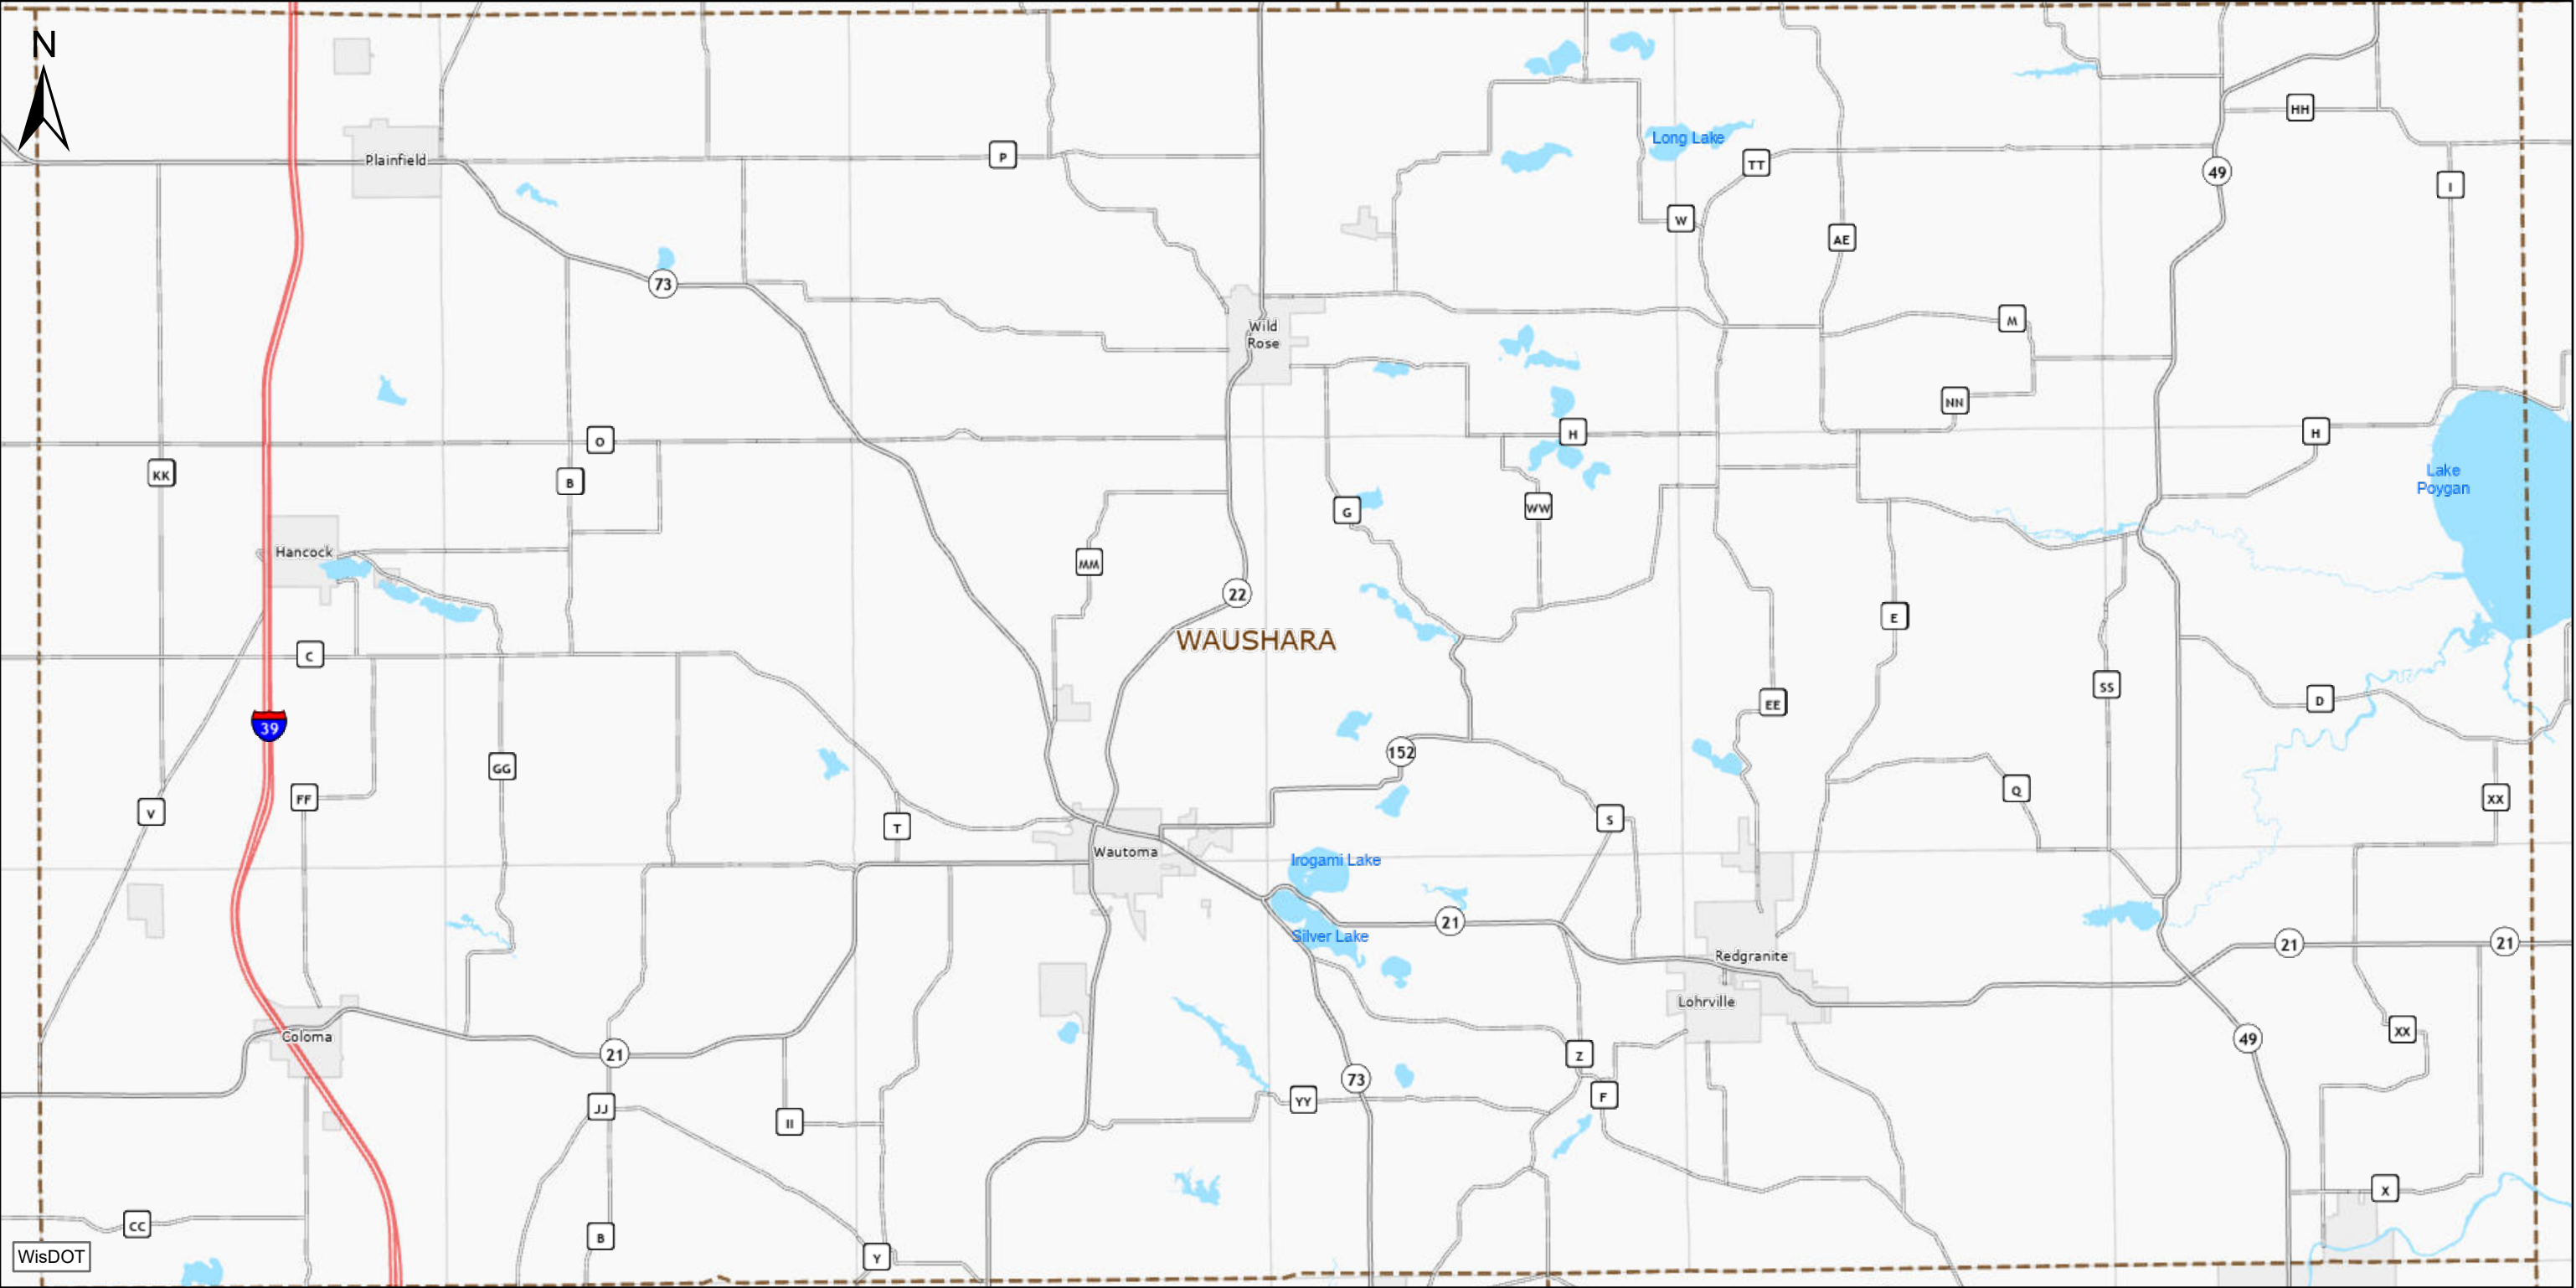 N
HH
Long Lake
P
Plainfield
TT
49
I
W
AE
73
M
Wild
Rose
NN
H
H
O
KK
B
Lake
Poygan
G
WW
Hancock
MM
22
E
WAUSHARA
C
SS
D
EE
39
152
GG
Q
FF
XX
V
S
T
Wautoma
Irogami Lake
21
Silver Lake
21
21
Redgranite
Lohrville
XX
Coloma
49
21
Z
73
F
YY
JJ
II
X
CC
B
Y
WisDOT